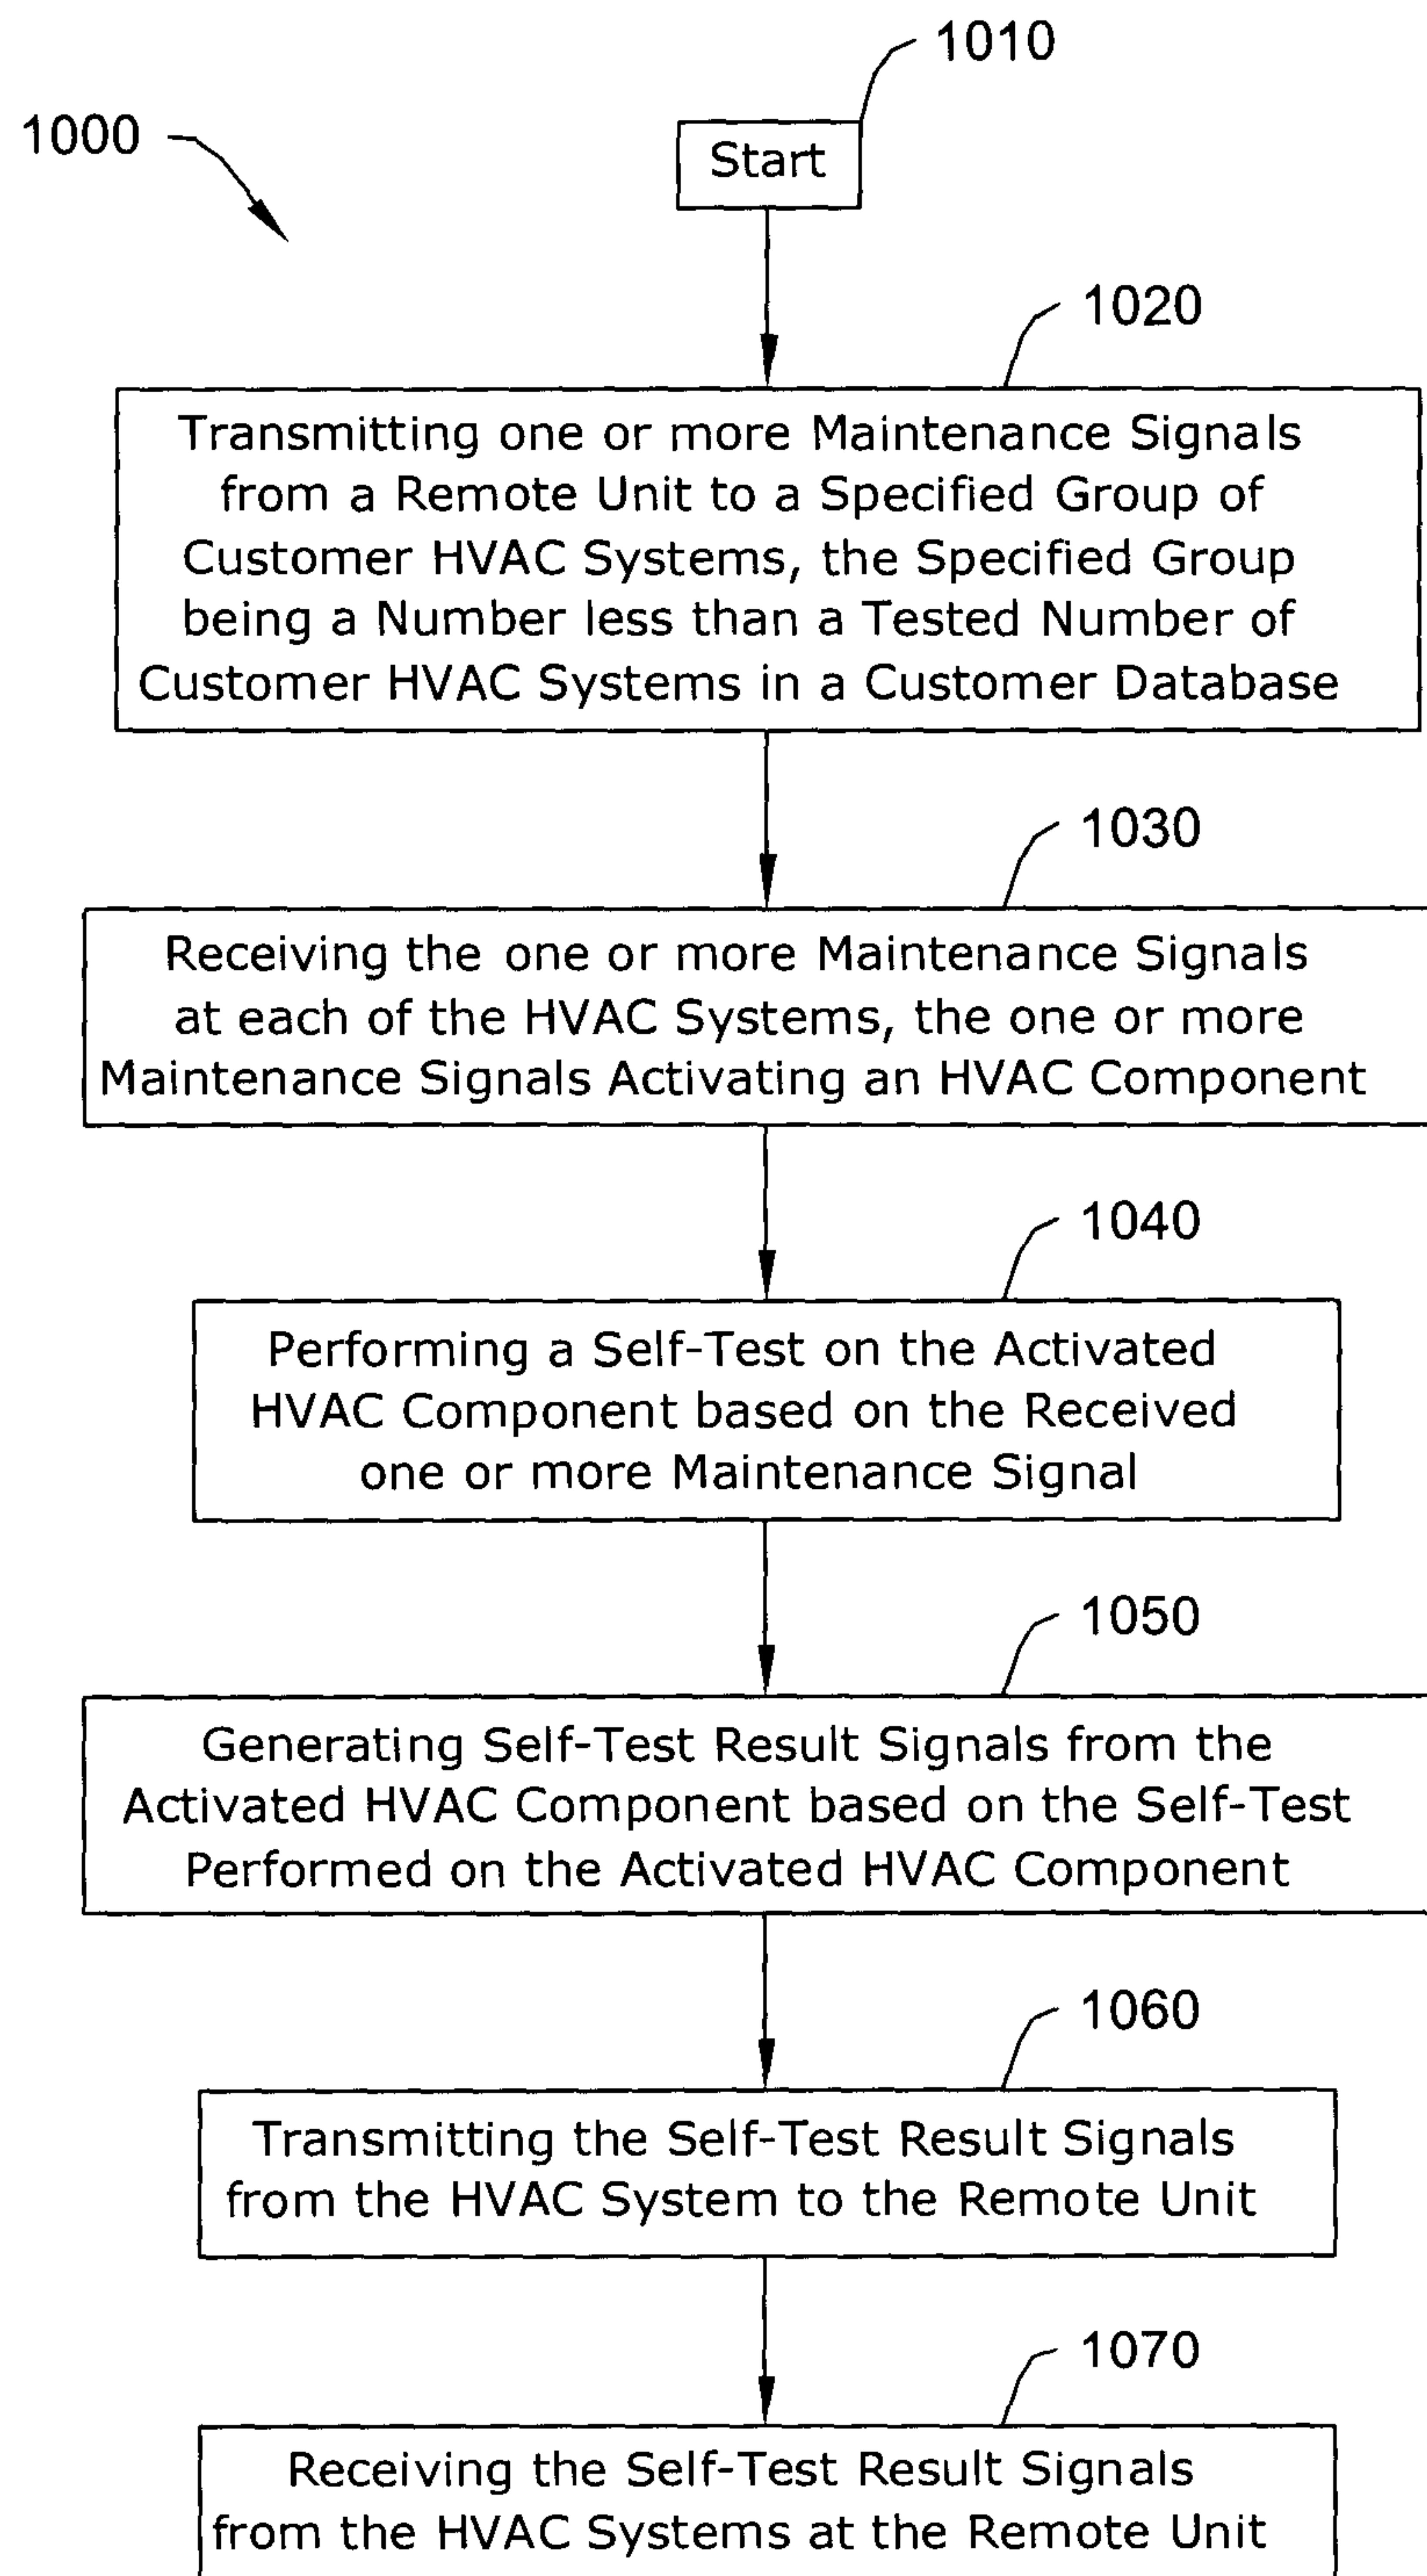 1010
1000
Start
1020
Transmitting one or more Maintenance Signals
from a Remote Unit to a Specified Group of
Customer HVAC Systems, the Specified Group
being a Number less than a Tested Number of
Customer HVAC Systems in a Customer Database
1030
Receiving the one or more Maintenance Signals
at each of the HVAC Systems, the one or more
Maintenance Signals Activating an HVAC Component
1040
Performing a Self-Test on the Activated
HVAC Component based on the Received
one or more Maintenance Signal
1050
Generating Self-Test Result Signals from the
Activated HVAC Component based on the Self-Test
Performed on the Activated HVAC Component
1060
Transmitting the Self-Test Result Signals
from the HVAC System to the Remote Unit
1070
Receiving the Self-Test Result Signals
from the HVAC Systems at the Remote Unit